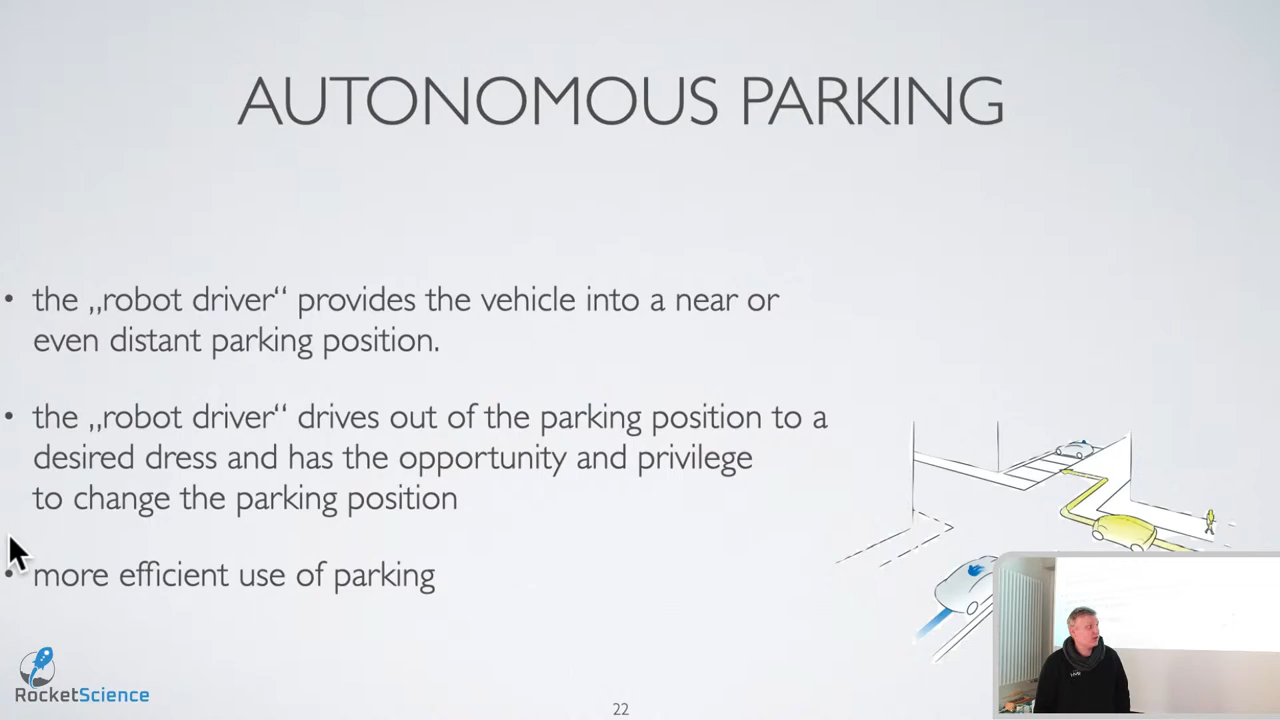 AUTONOMOUS PARKING
• the „robot driver“ provides the vehicle into a near or
even distant parking position.
• the „robot driver“ drives out of the parking position to a
desired dress and has the opportunity and privilege
to change the parking position
• more efficient use of parking
RocketScience
22